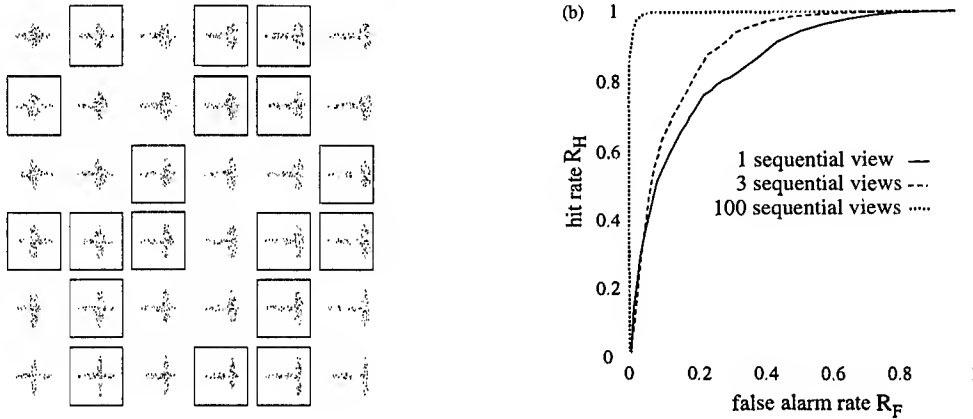 (b)
1
0.8
0.6
0.4
0.2
0
hit rate R_H
1 sequential view
3 sequential views
100 sequential views
0 0.2 0.4 0.6 0.8
false alarm rate R_F